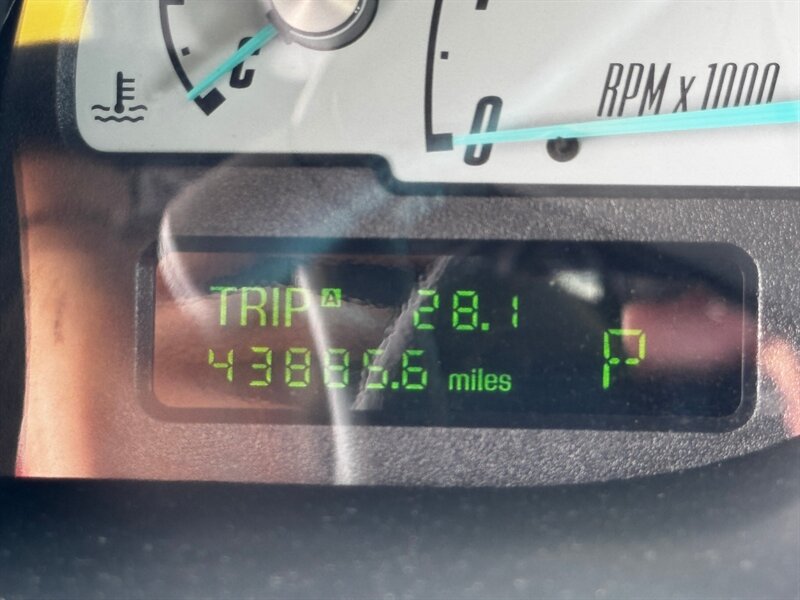 C
0
RPM x 1000
TRIP A 28.1
43885.6 miles
P